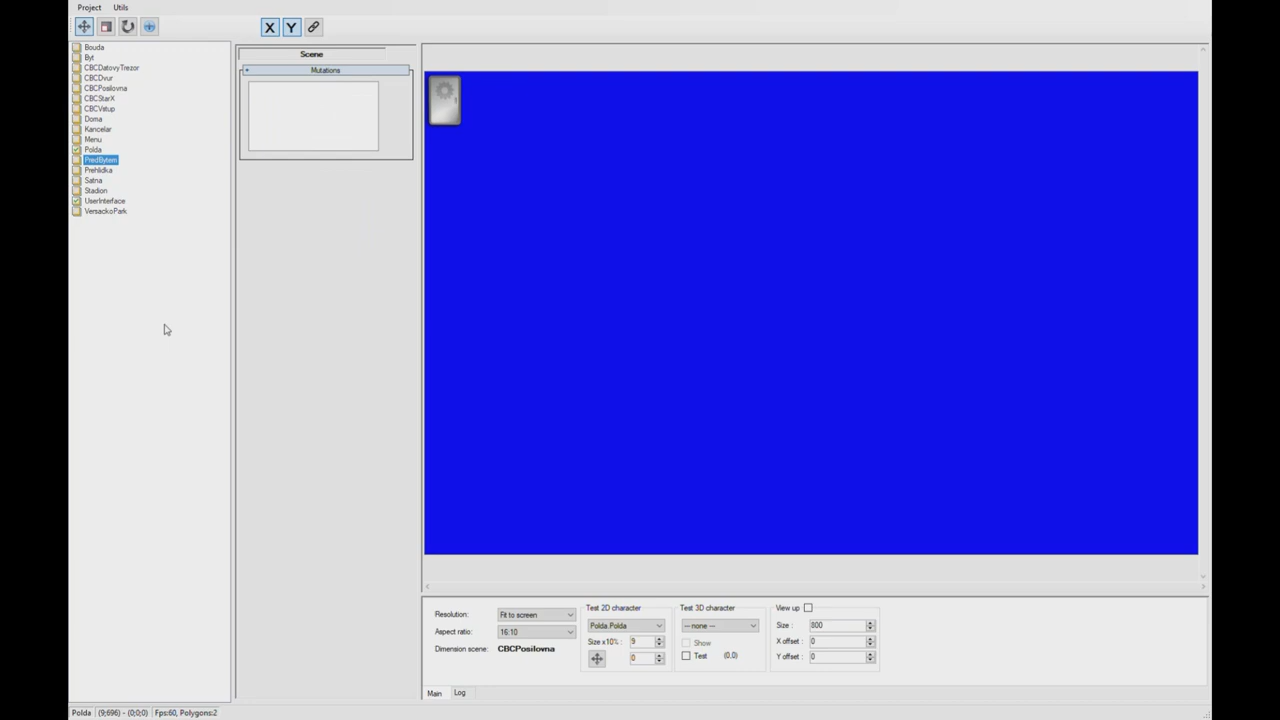 Project Utils
X Y
Bouda
Byt
CBCDatovyTrezor
CBCDvur
CBCPosilovna
CBCStarX
CBCVstup
Doma
Kancelar
Menu
Polda
PredBytem
Prehlidka
Satna
Stadion
UserInterface
VersackoPark
Scene
+ Mutations
Resolution: Fit to screen
Aspect ratio: 16:10
Dimension scene: CBCPosilovna
Test 2D character
Polda.Polda
Size x10% : 9
0
Test 3D character
-- none --
Show
Test (0,0)
View up
Size : 800
X offset : 0
Y offset : 0
Main Log
Polda (9;696) - (0;0;0) Fps:60, Polygons:2